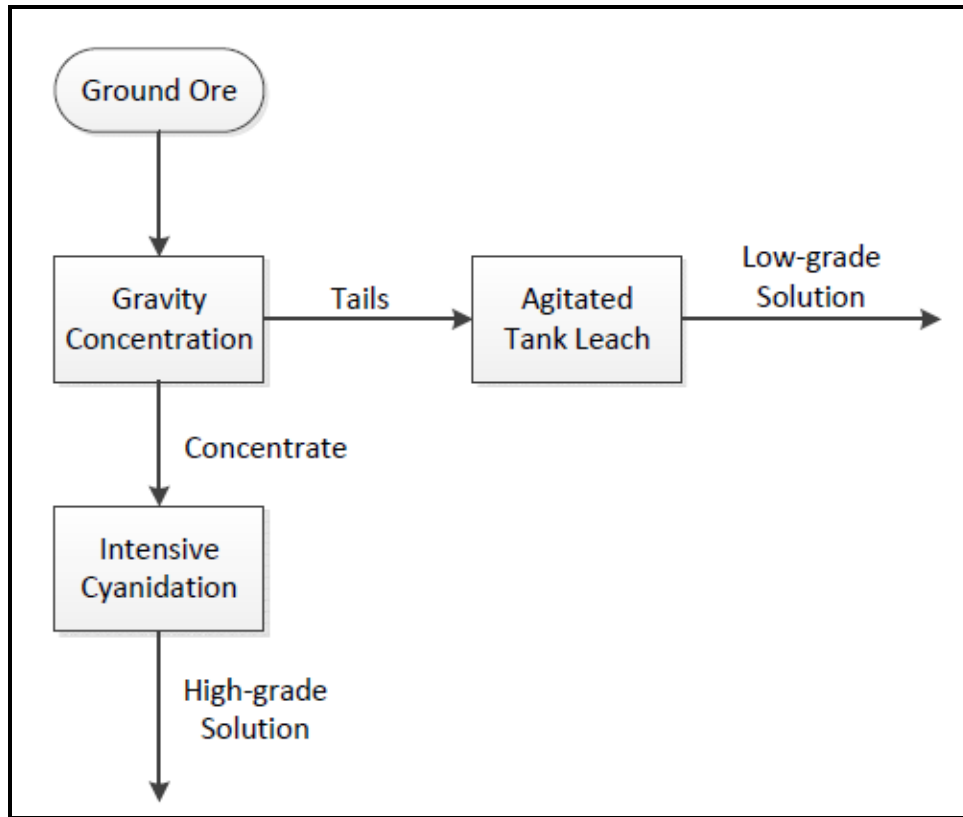 Ground Ore
Gravity
Concentration
Tails
Agitated
Tank Leach
Low-grade
Solution
Concentrate
Intensive
Cyanidation
High-grade
Solution